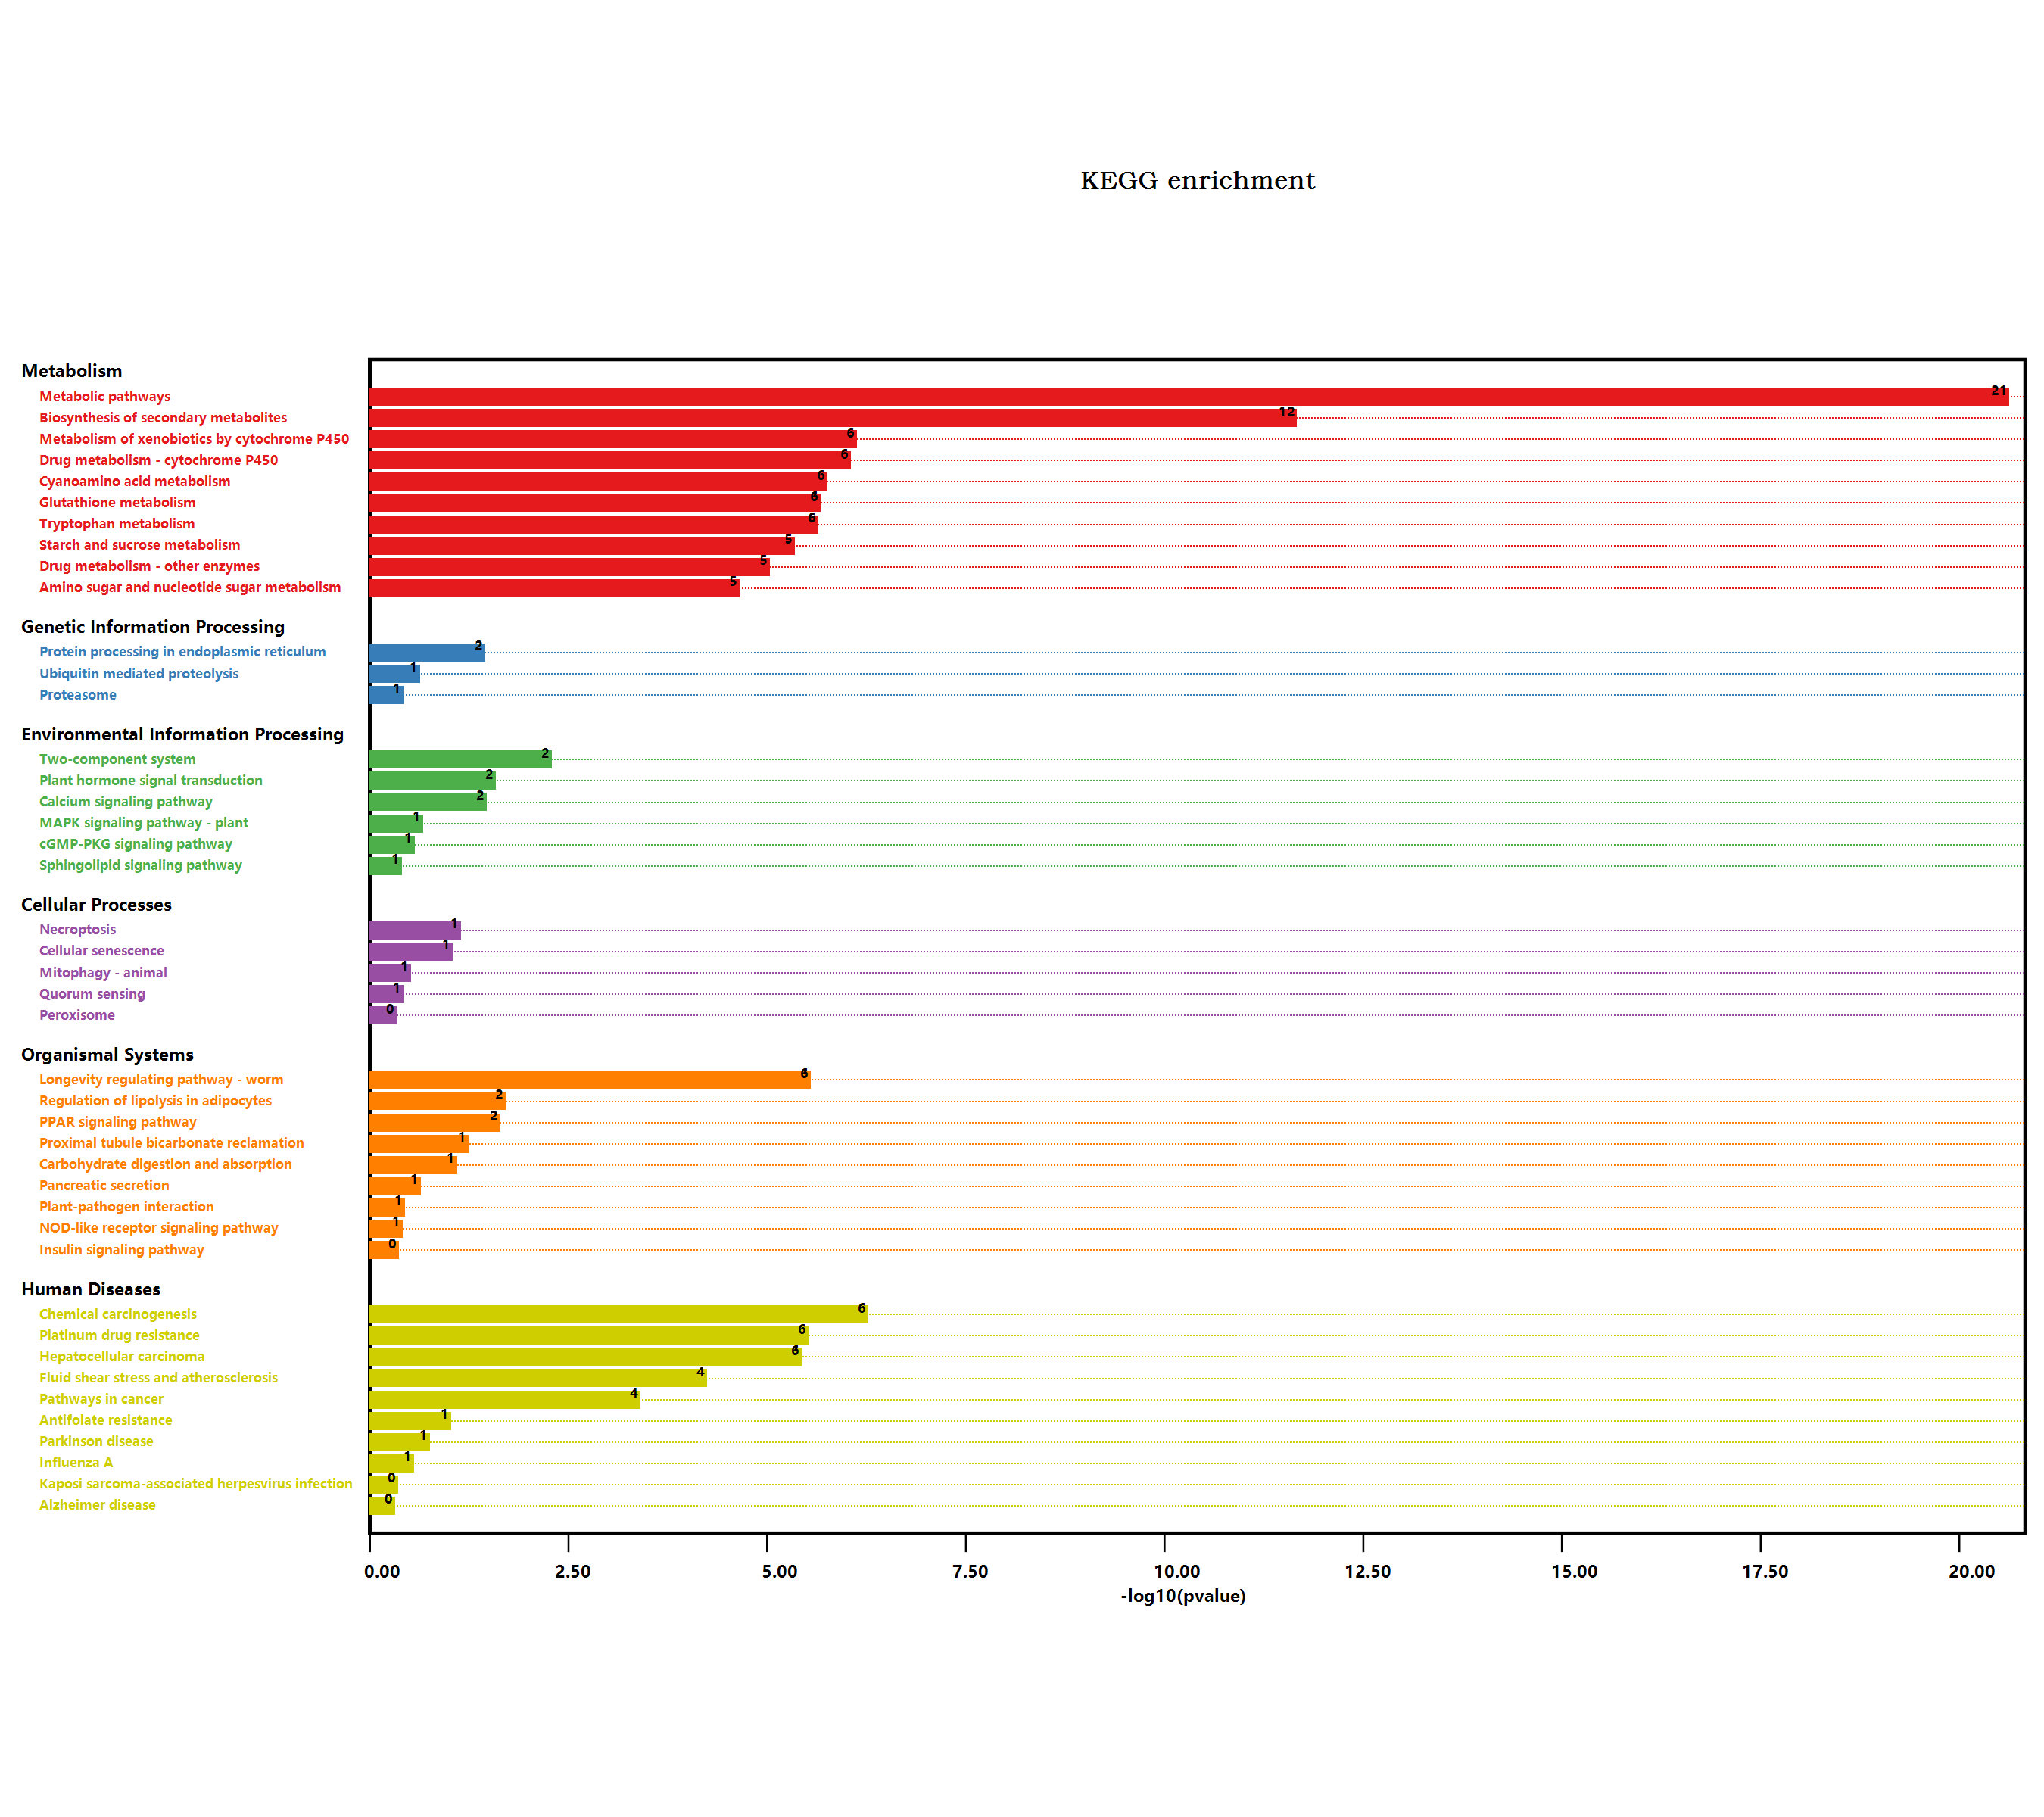 KEGG enrichment
Metabolism
Metabolic pathways 21
Biosynthesis of secondary metabolites 12
Metabolism of xenobiotics by cytochrome P450 6
Drug metabolism - cytochrome P450 6
Cyanoamino acid metabolism 6
Glutathione metabolism 6
Tryptophan metabolism 6
Starch and sucrose metabolism 5
Drug metabolism - other enzymes 5
Amino sugar and nucleotide sugar metabolism 5
Genetic Information Processing
Protein processing in endoplasmic reticulum 2
Ubiquitin mediated proteolysis 1
Proteasome 1
Environmental Information Processing
Two-component system 2
Plant hormone signal transduction 2
Calcium signaling pathway 2
MAPK signaling pathway - plant 1
cGMP-PKG signaling pathway 1
Sphingolipid signaling pathway 1
Cellular Processes
Necroptosis 1
Cellular senescence 1
Mitophagy - animal 1
Quorum sensing 1
Peroxisome 0
Organismal Systems
Longevity regulating pathway - worm 6
Regulation of lipolysis in adipocytes 2
PPAR signaling pathway 2
Proximal tubule bicarbonate reclamation 1
Carbohydrate digestion and absorption 1
Pancreatic secretion 1
Plant-pathogen interaction 1
NOD-like receptor signaling pathway 1
Insulin signaling pathway 0
Human Diseases
Chemical carcinogenesis 6
Platinum drug resistance 6
Hepatocellular carcinoma 6
Fluid shear stress and atherosclerosis 4
Pathways in cancer 4
Antifolate resistance 1
Parkinson disease 1
Influenza A 1
Kaposi sarcoma-associated herpesvirus infection 0
Alzheimer disease 0
0.00 2.50 5.00 7.50 10.00 12.50 15.00 17.50 20.00
-log10(pvalue)